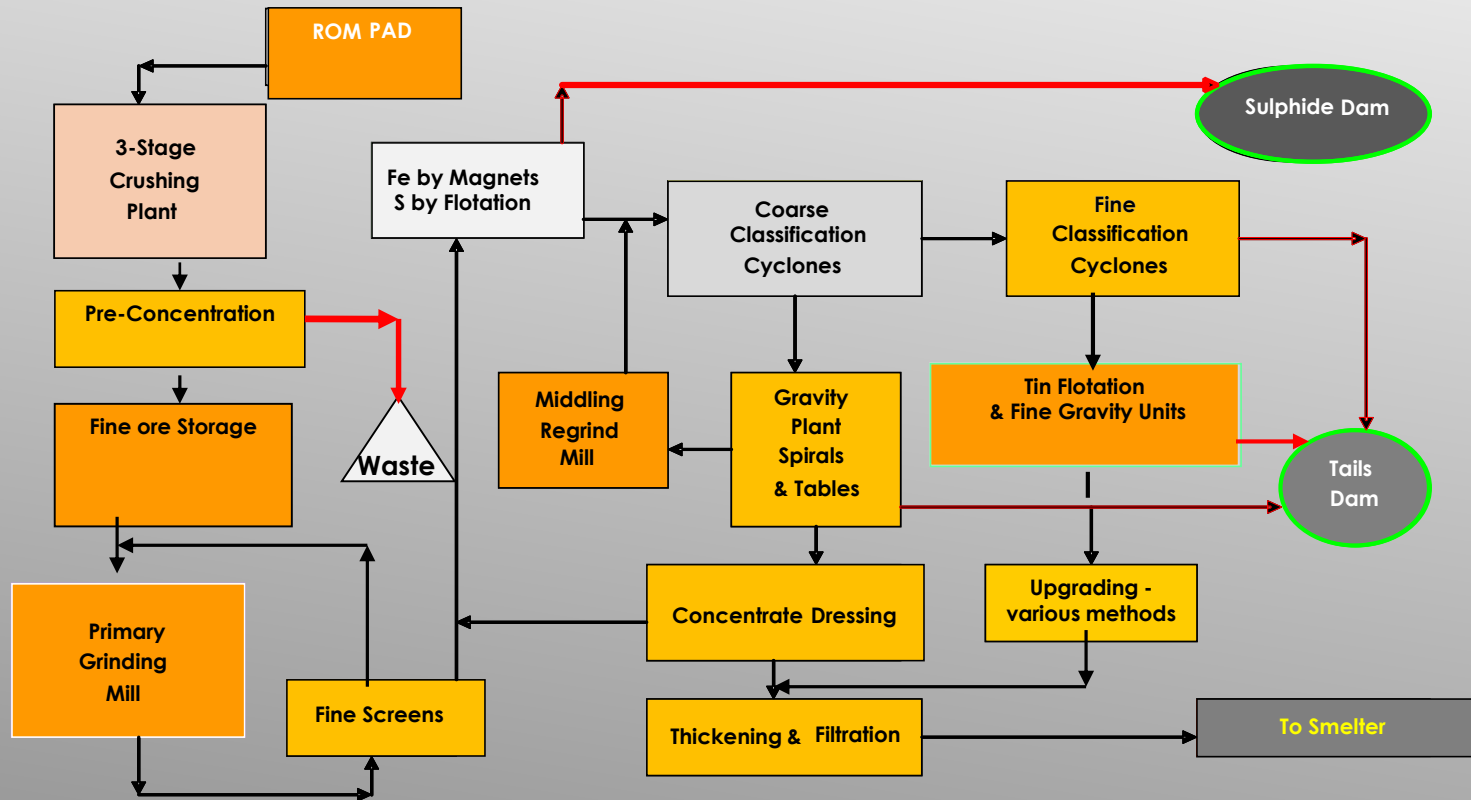 ROM PAD
3-Stage
Crushing
Plant
Pre-Concentration
Fine ore Storage
Primary
Grinding
Mill
Fine Screens
Waste
Fe by Magnets
S by Flotation
Middling
Regrind
Mill
Coarse
Classification
Cyclones
Gravity
Plant
Spirals
& Tables
Concentrate Dressing
Thickening & Filtration
Fine
Classification
Cyclones
Tin Flotation
& Fine Gravity Units
Upgrading -
various methods
Sulphide Dam
Tails
Dam
To Smelter